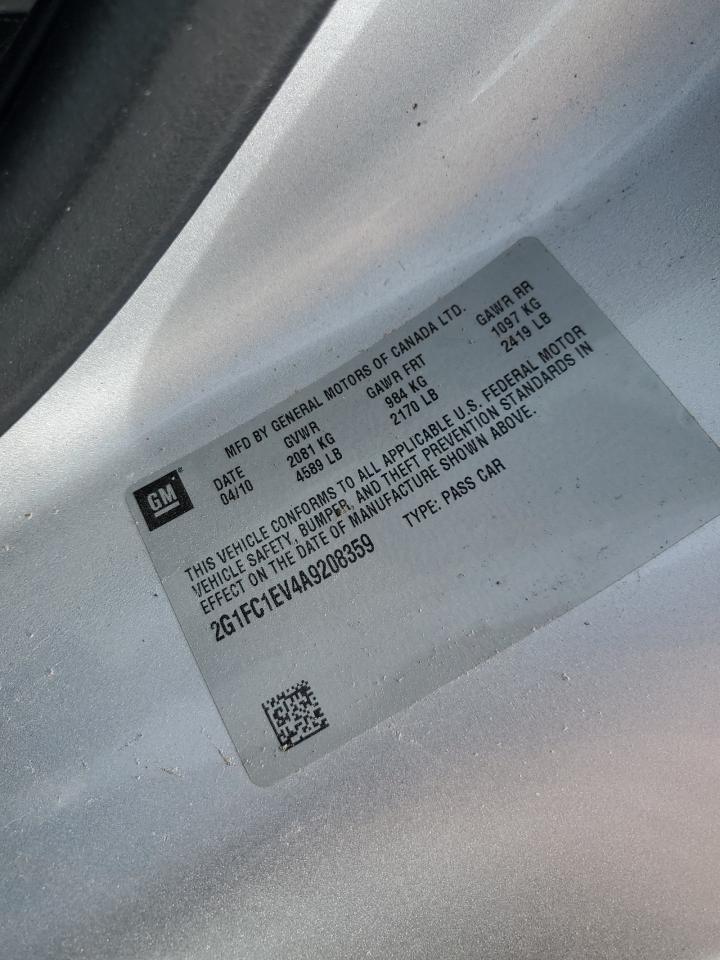 GM
MFD BY GENERAL MOTORS OF CANADA LTD.
DATE GVWR GAWR FRT GAWR RR
04/10 2081 KG 984 KG 1097 KG
4589 LB 2170 LB 2419 LB
THIS VEHICLE CONFORMS TO ALL APPLICABLE U.S. FEDERAL MOTOR
VEHICLE SAFETY, BUMPER, AND THEFT PREVENTION STANDARDS IN
EFFECT ON THE DATE OF MANUFACTURE SHOWN ABOVE.
2G1FC1EV4A9208359 TYPE: PASS CAR